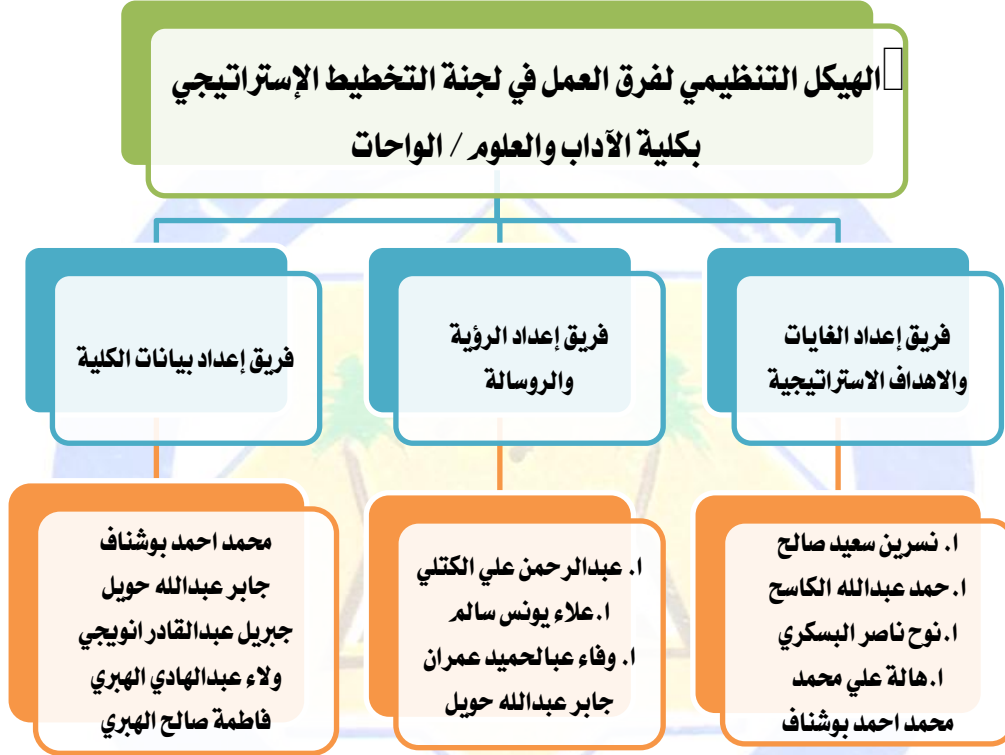 الهيكل التنظيمي لفرق العمل في لجنة التخطيط الإستراتيجي
بكلية الآداب والعلوم / الواحات
فريق إعداد الغايات
والاهداف الاستراتيجية
فريق إعداد الرؤية
والروسالة
فريق إعداد بيانات الكلية
ا. نسرين سعيد صالح
ا.حمد عبدالله الكاسح
ا.نوح ناصر البسكري
ا.هالة علي محمد
محمد احمد بوشناف
ا. عبدالرحمن علي الكتلي
ا.علاء يونس سالم
ا. وفاء عبالحميد عمران
جابر عبدالله حويل
محمد احمد بوشناف
جابر عبدالله حويل
جبريل عبدالقادر انويجي
ولاء عبدالهادي الهبري
فاطمة صالح الهبري